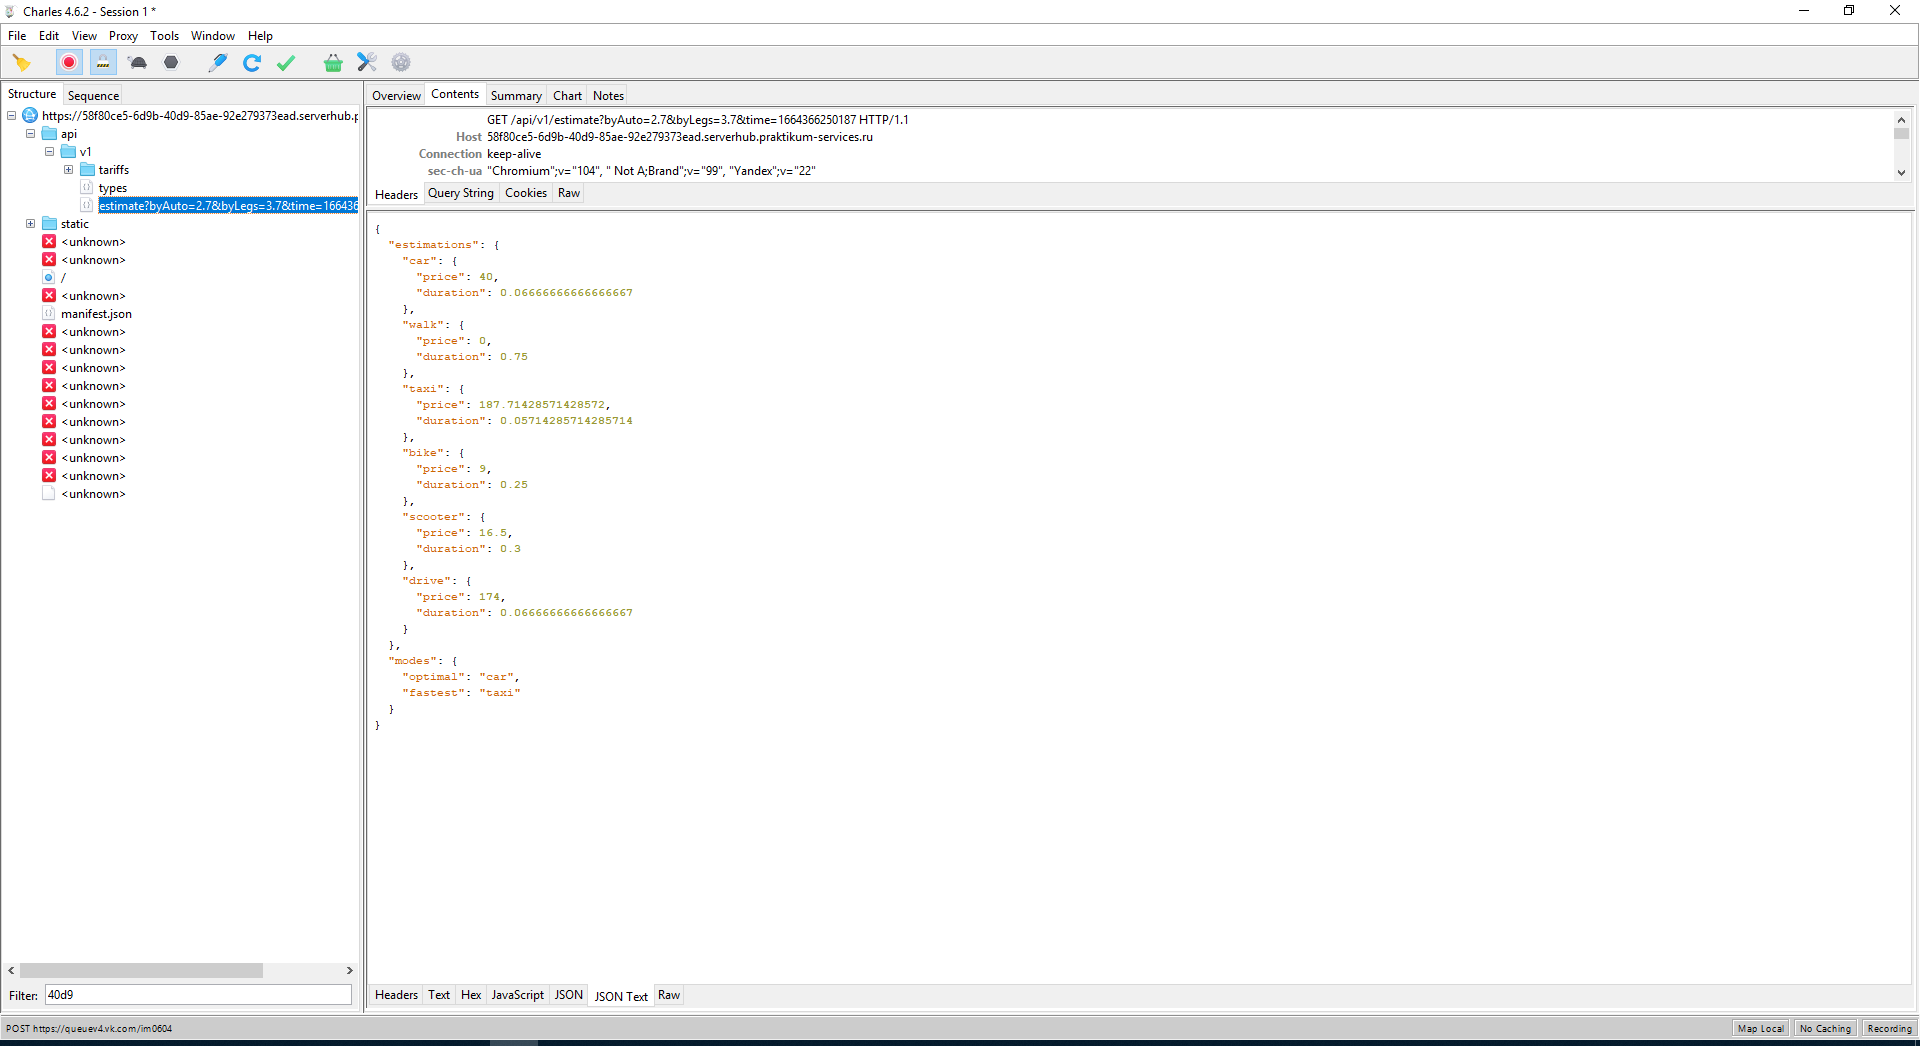 Charles 4.6.2 - Session 1 *
File Edit View Proxy Tools Window Help
Structure Sequence
https://58f80ce5-6d9b-40d9-85ae-92e279373ead.serverhub.p
api
v1
tariffs
types
estimate?byAuto=2.7&byLegs=3.7&time=166436
static
<unknown>
<unknown>
/
<unknown>
manifest.json
<unknown>
<unknown>
<unknown>
<unknown>
<unknown>
<unknown>
<unknown>
<unknown>
<unknown>
<unknown>
Filter: 40d9
Overview Contents Summary Chart Notes
GET /api/v1/estimate?byAuto=2.7&byLegs=3.7&time=1664366250187 HTTP/1.1
Host 58f80ce5-6d9b-40d9-85ae-92e279373ead.serverhub.praktikum-services.ru
Connection keep-alive
sec-ch-ua "Chromium";v="104", " Not A;Brand";v="99", "Yandex";v="22"
Headers Query String Cookies Raw
{
"estimations": {
"car": {
"price": 40,
"duration": 0.06666666666666667
},
"walk": {
"price": 0,
"duration": 0.75
},
"taxi": {
"price": 187.71428571428572,
"duration": 0.05714285714285714
},
"bike": {
"price": 9,
"duration": 0.25
},
"scooter": {
"price": 16.5,
"duration": 0.3
},
"drive": {
"price": 174,
"duration": 0.06666666666666667
}
},
"modes": {
"optimal": "car",
"fastest": "taxi"
}
}
Headers Text Hex JavaScript JSON JSON Text Raw
POST https://queuev4.vk.com/im0604
Map Local No Caching Recording